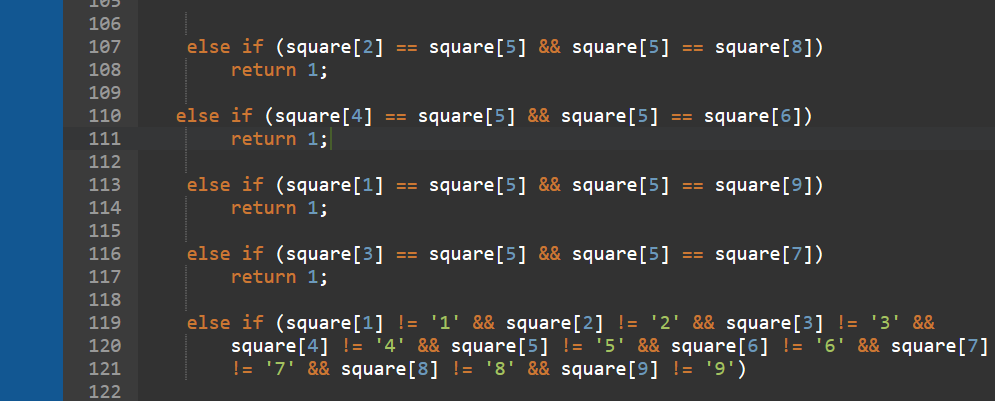 105
106
107 else if (square[2] == square[5] && square[5] == square[8])
108 return 1;
109
110 else if (square[4] == square[5] && square[5] == square[6])
111 return 1;
112
113 else if (square[1] == square[5] && square[5] == square[9])
114 return 1;
115
116 else if (square[3] == square[5] && square[5] == square[7])
117 return 1;
118
119 else if (square[1] != '1' && square[2] != '2' && square[3] != '3' &&
120 square[4] != '4' && square[5] != '5' && square[6] != '6' && square[7]
121 != '7' && square[8] != '8' && square[9] != '9')
122